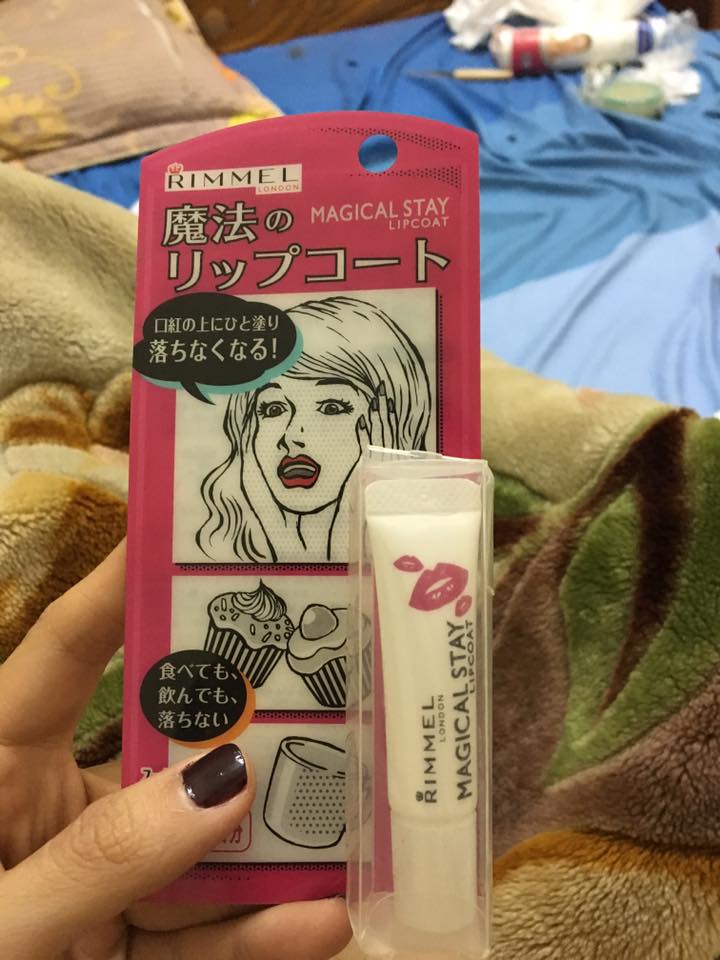 RIMMEL
LONDON
魔法の
MAGICAL STAY
LIPCOAT
リップコート
口紅の上にひと塗り
落ちなくなる!
食べても、
飲んでも、
落ちない
RIMMEL
LONDON
MAGICAL STAY
LIPCOAT